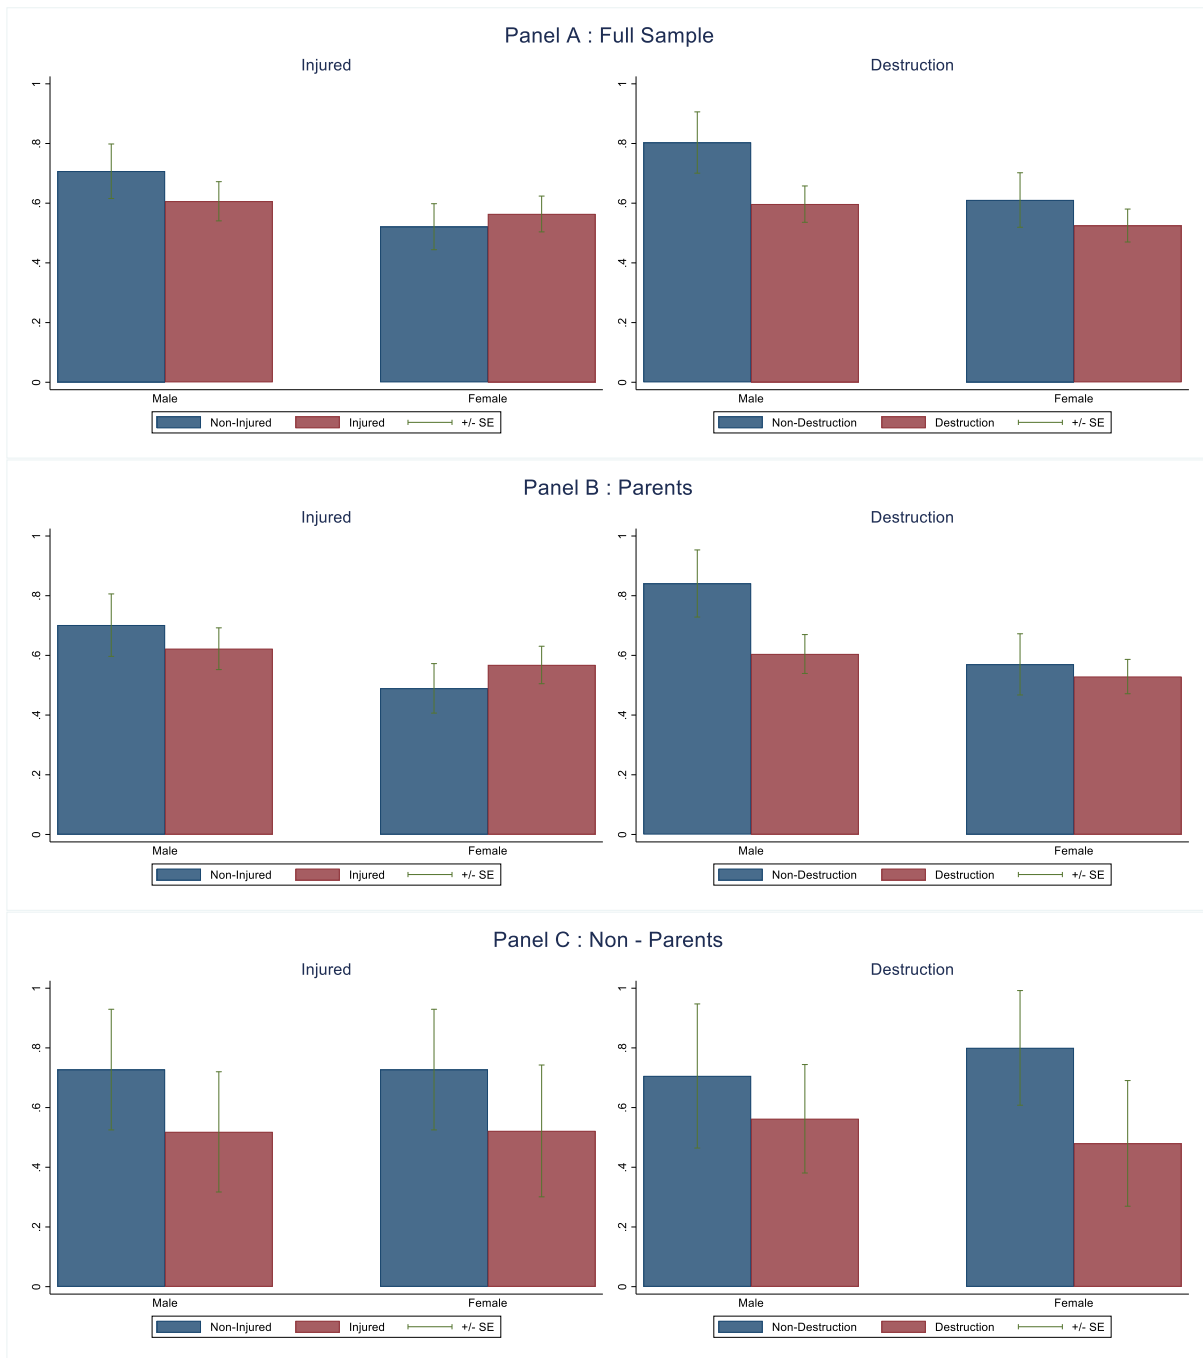 Panel A : Full Sample
Injured
Destruction
1
.8
.6
.4
.2
0
Male
Female
Non-Injured
Injured
+/- SE
1
.8
.6
.4
.2
0
Male
Female
Non-Destruction
Destruction
+/- SE
Panel B : Parents
Injured
Destruction
1
.8
.6
.4
.2
0
Male
Female
Non-Injured
Injured
+/- SE
1
.8
.6
.4
.2
0
Male
Female
Non-Destruction
Destruction
+/- SE
Panel C : Non - Parents
Injured
Destruction
1
.8
.6
.4
.2
0
Male
Female
Non-Injured
Injured
+/- SE
1
.8
.6
.4
.2
0
Male
Female
Non-Destruction
Destruction
+/- SE